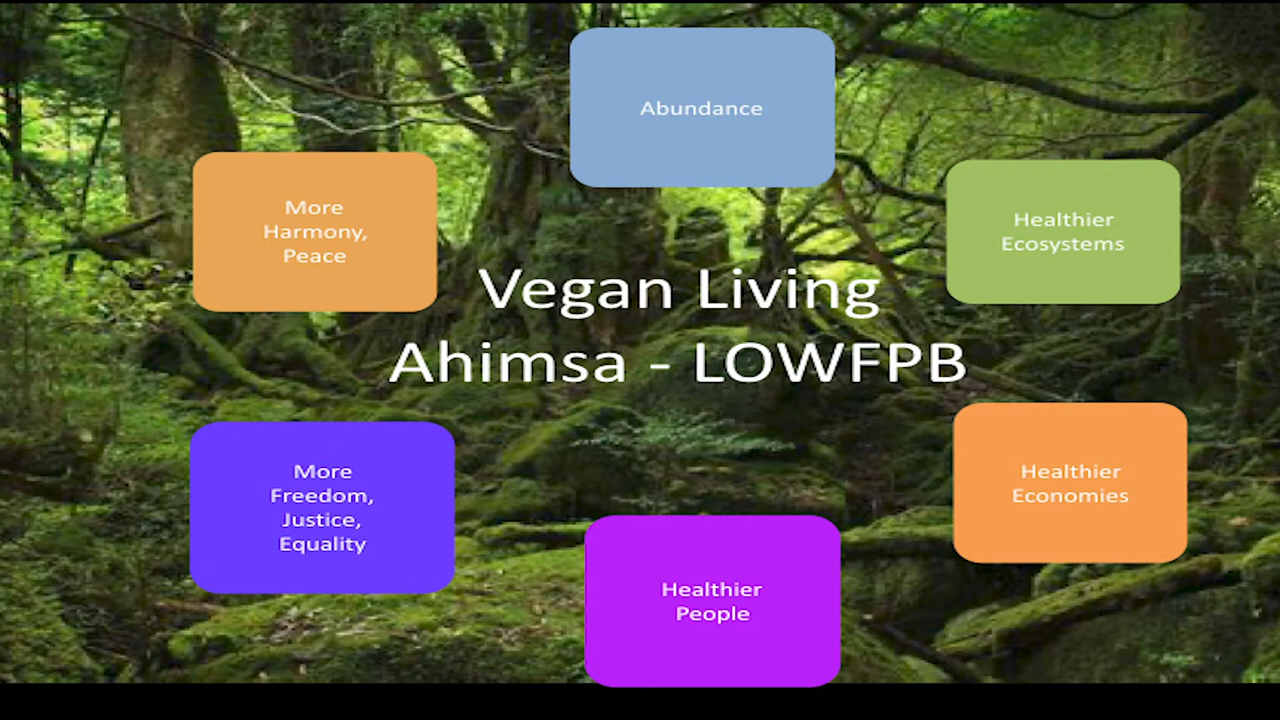 Abundance
More
Harmony,
Peace
Healthier
Ecosystems
Vegan Living
Ahimsa - LOWFPB
More
Freedom,
Justice,
Equality
Healthier
Economies
Healthier
People